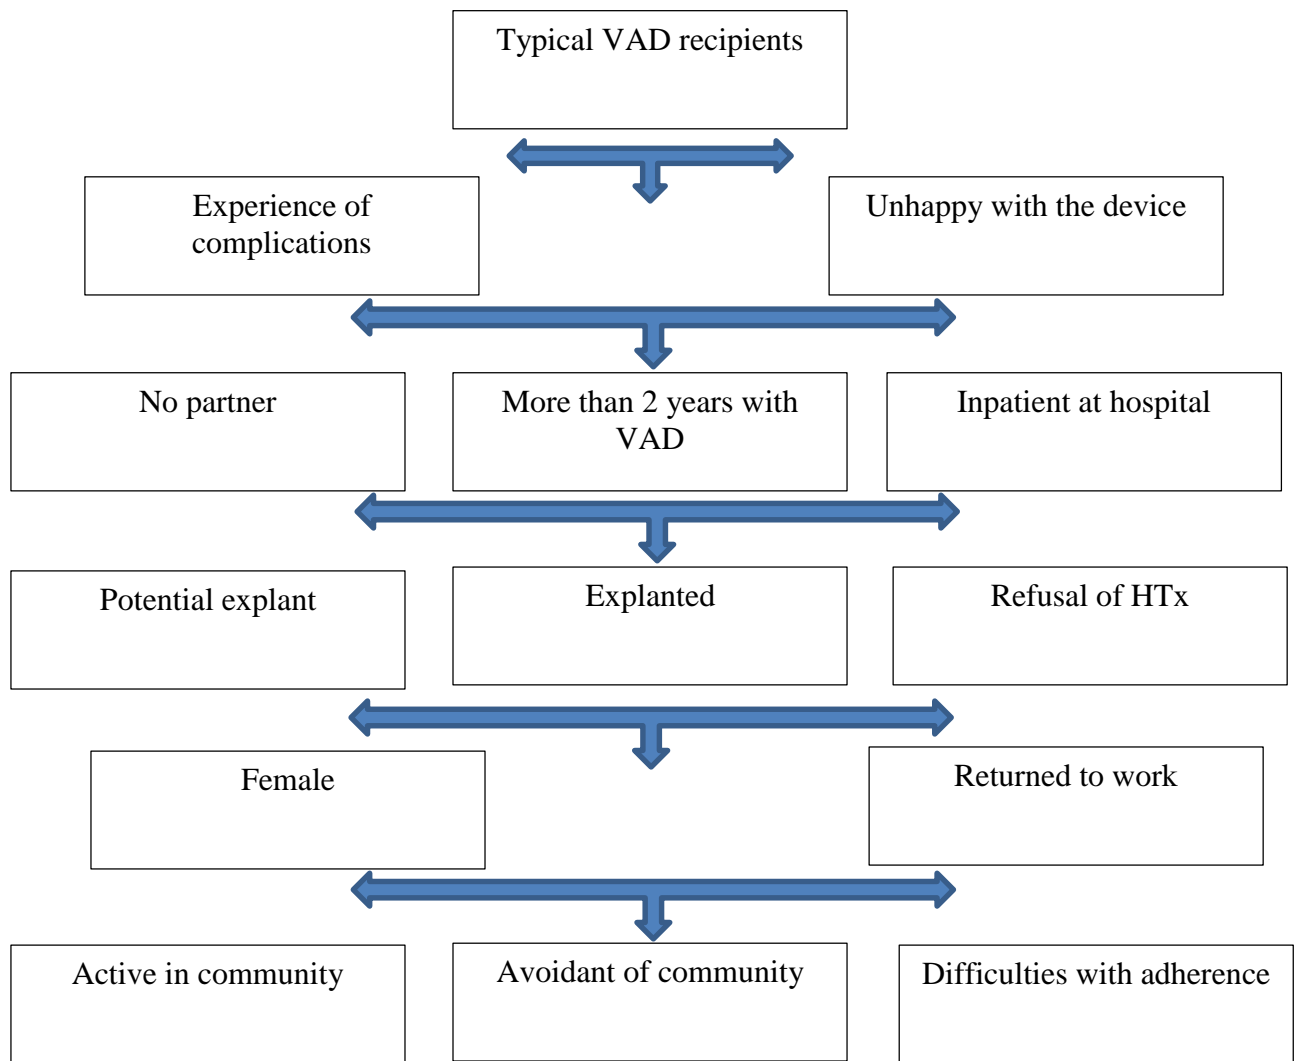 Typical VAD recipients
Experience of
complications
Unhappy with the device
No partner
More than 2 years with
VAD
Inpatient at hospital
Potential explant
Explanted
Refusal of HTx
Female
Returned to work
Active in community
Avoidant of community
Difficulties with adherence